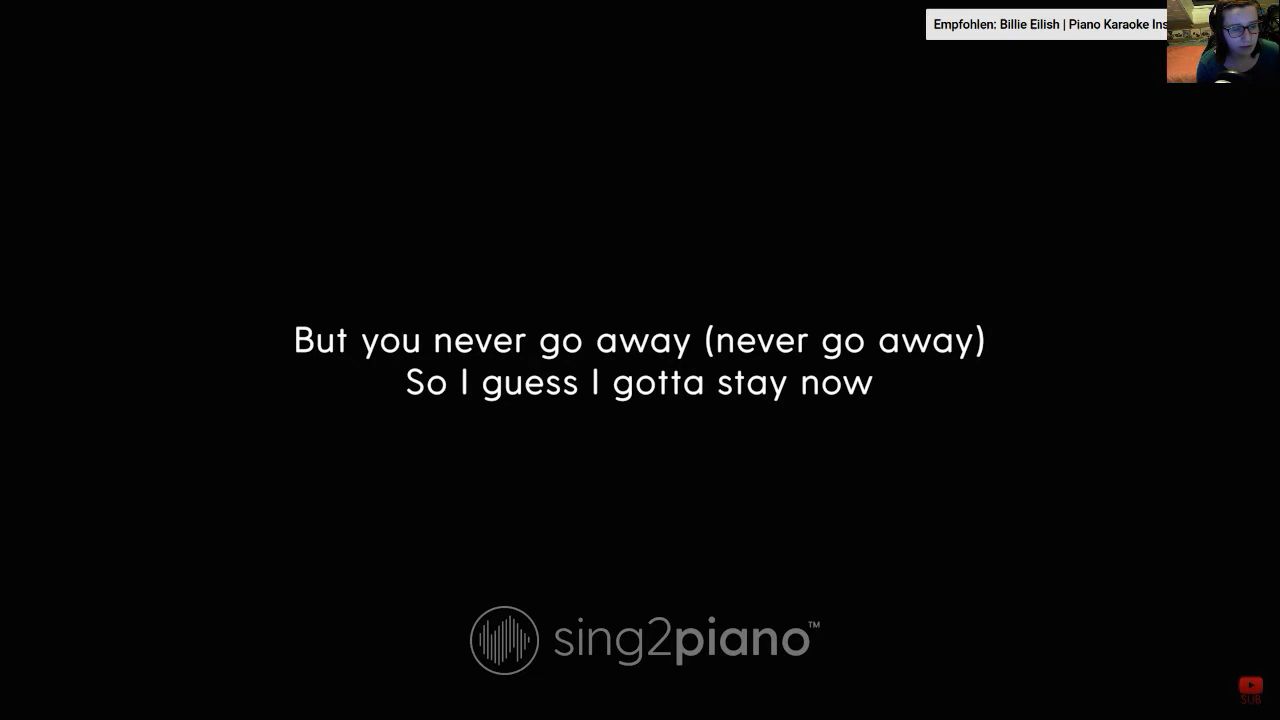 Empfohlen: Billie Eilish | Piano Karaoke Ins
But you never go away (never go away)
So I guess I gotta stay now
sing2piano™
SUB